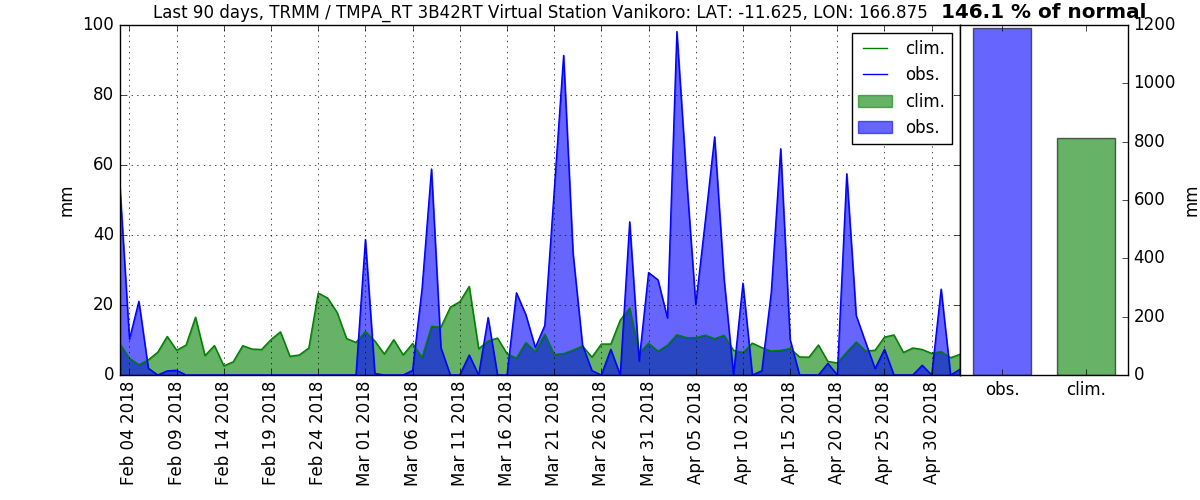 Last 90 days, TRMM / TMPA_RT 3B42RT Virtual Station Vanikoro: LAT: -11.625, LON: 166.875
146.1 % of normal
mm
100
80
60
40
20
0
clim.
obs.
clim.
obs.
Feb 04 2018
Feb 09 2018
Feb 14 2018
Feb 19 2018
Feb 24 2018
Mar 01 2018
Mar 06 2018
Mar 11 2018
Mar 16 2018
Mar 21 2018
Mar 26 2018
Mar 31 2018
Apr 05 2018
Apr 10 2018
Apr 15 2018
Apr 20 2018
Apr 25 2018
Apr 30 2018
obs.
clim.
1200
1000
800
600
400
200
0
mm